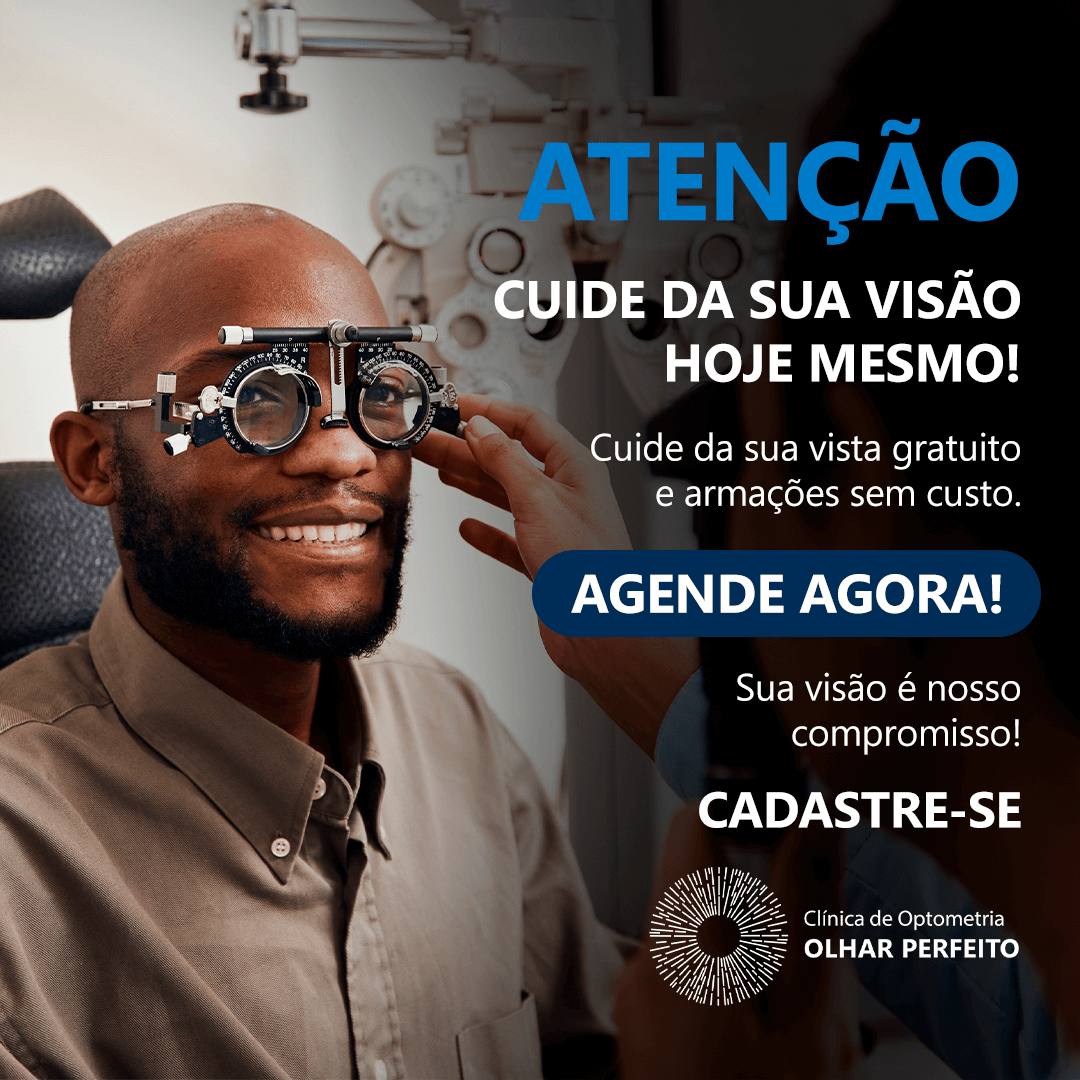 ATENÇÃO
CUIDE DA SUA VISÃO
HOJE MESMO!
Cuide da sua vista gratuito
e armações sem custo.
AGENDE AGORA!
Sua visão é nosso
compromisso!
CADASTRE-SE
Clínica de Optometria
OLHAR PERFEITO